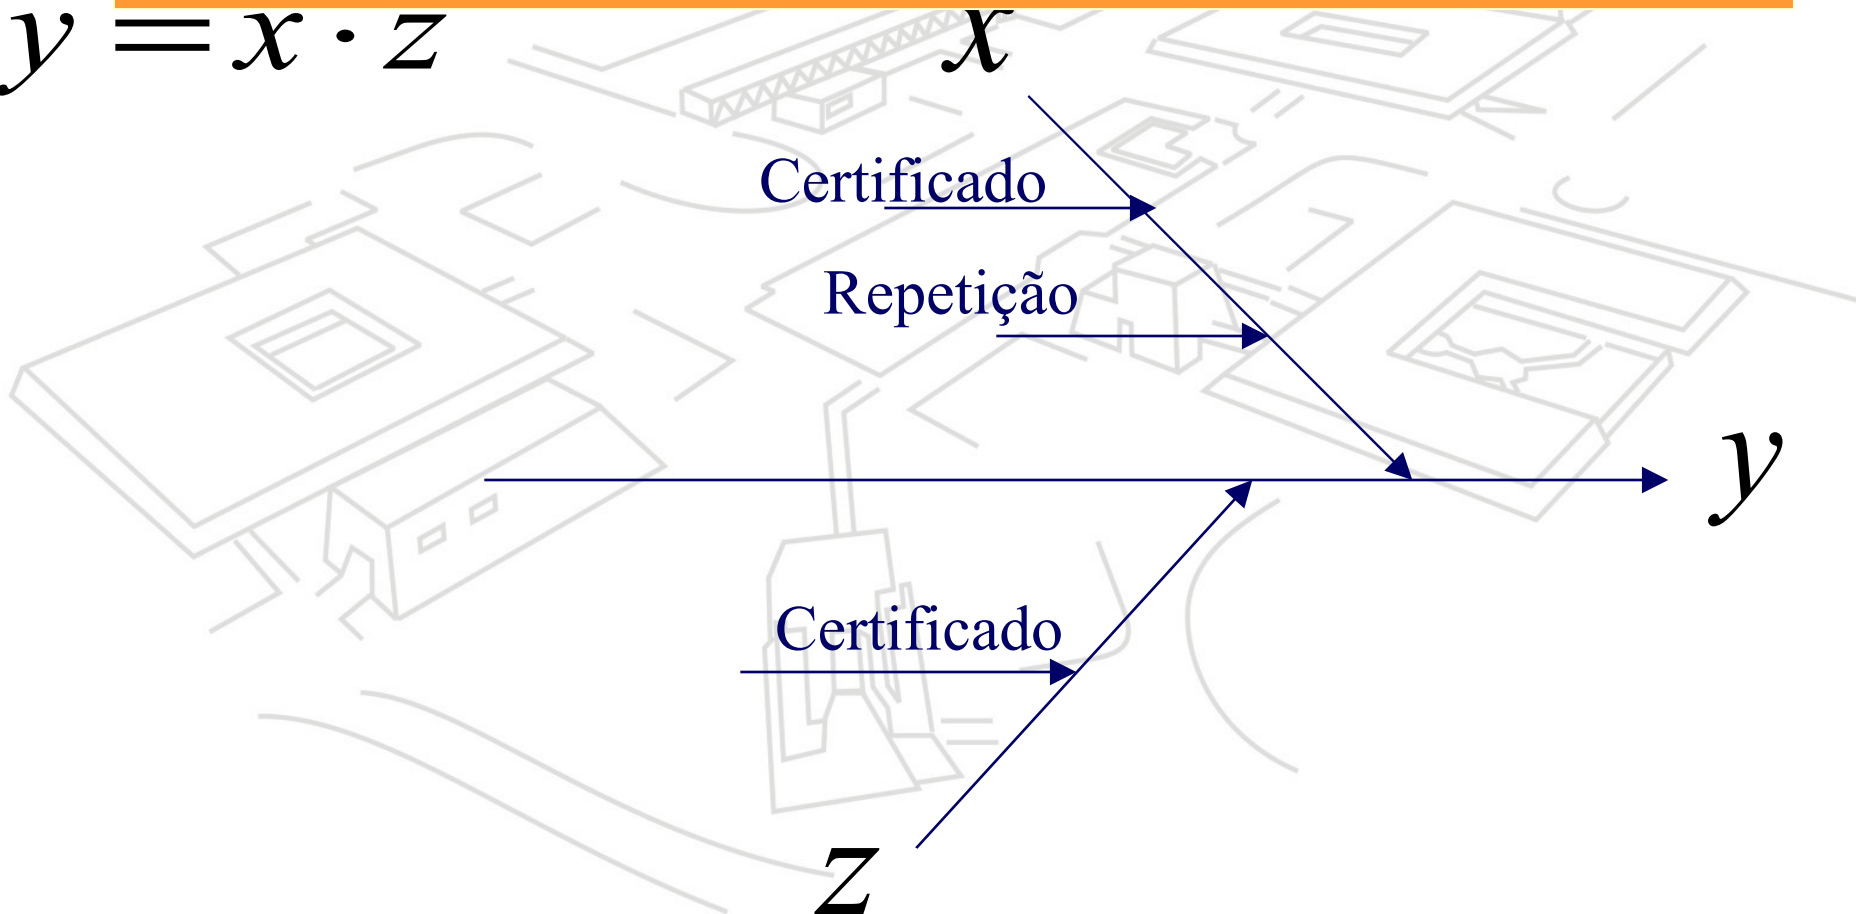 y = x · z
x
Certificado
Repetição
y
Certificado
z